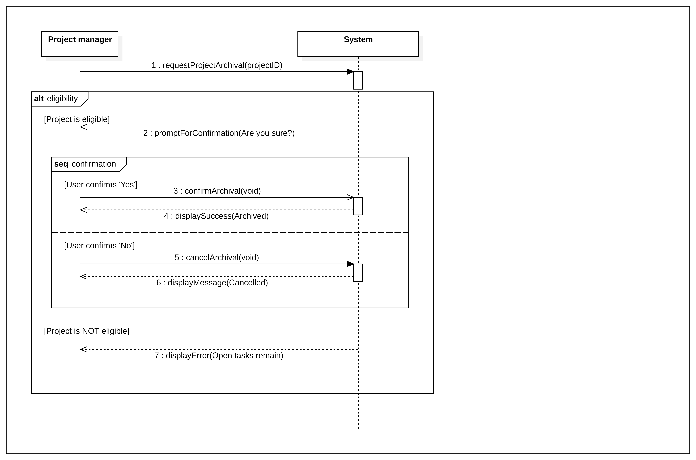 Project manager
System
1 : requestProjectArchival(projectID)
alt eligibility
[Project is eligible]
2 : promptForConfirmation(Are you sure?)
seq confirmation
[User confirms 'Yes']
3 : confirmArchival(void)
4 : displaySuccess(Archived)
[User confirms 'No']
5 : cancelArchival(void)
6 : displayMessage(Cancelled)
[Project is NOT eligible]
7 : displayError(Open tasks remain)